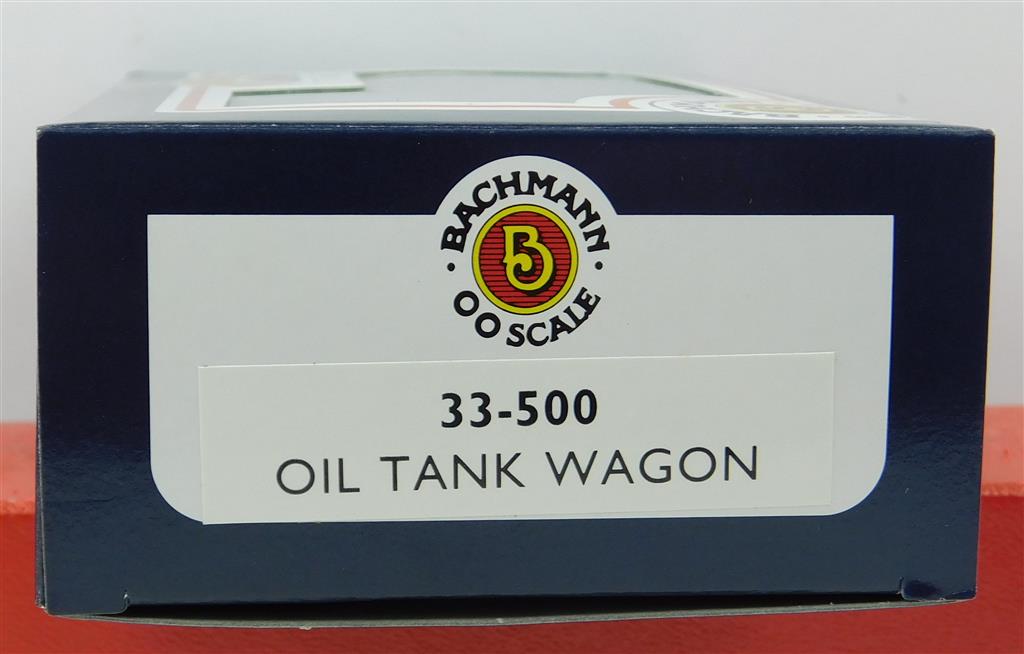 BACHMANN
B
OO SCALE
33-500
OIL TANK WAGON